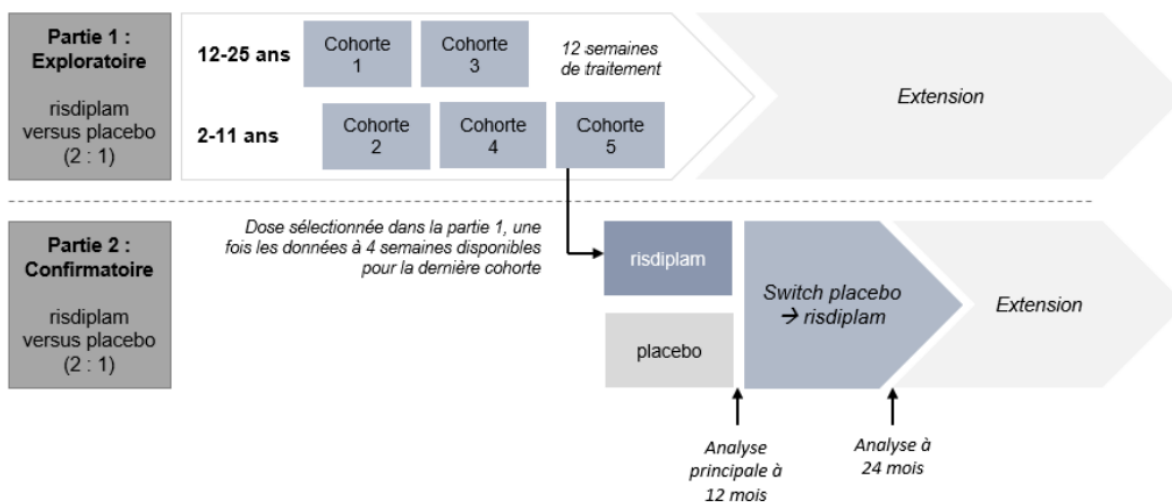 Partie 1 :
Exploratoire
risdiplam
versus placebo
(2 : 1)
12-25 ans
Cohorte
1
Cohorte
3
12 semaines
de traitement
2-11 ans
Cohorte
2
Cohorte
4
Cohorte
5
Extension
Partie 2 :
Confirmatoire
risdiplam
versus placebo
(2 : 1)
Dose sélectionnée dans la partie 1, une
fois les données à 4 semaines disponibles
pour la dernière cohorte
risdiplam
placebo
Switch placebo
→ risdiplam
Extension
Analyse
principale à
12 mois
Analyse à
24 mois